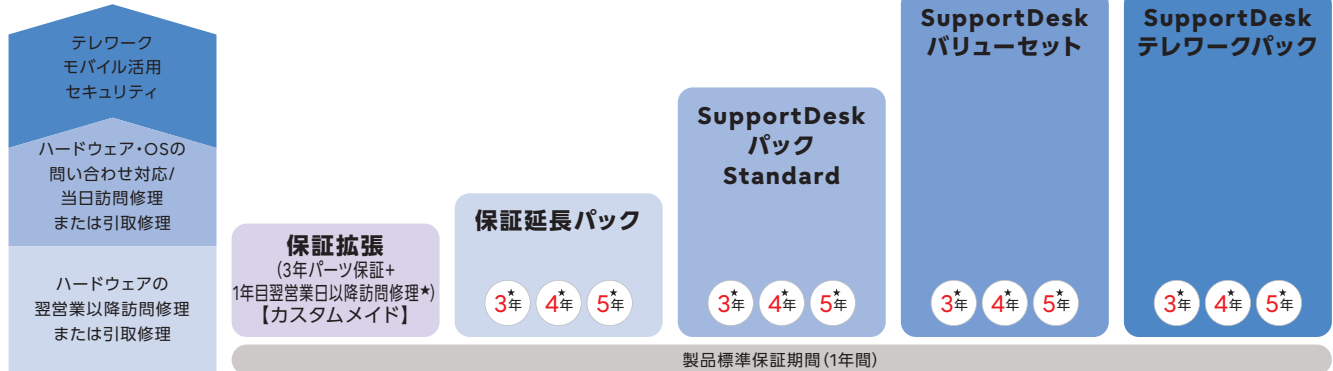 テレワーク
モバイル活用
セキュリティ
ハードウェア・OSの
問い合わせ対応/
当日訪問修理
または引取修理
ハードウェアの
翌営業以降訪問修理
または引取修理
保証拡張
(3年パーツ保証+
1年目翌営業日以降訪問修理★)
【カスタムメイド】
保証延長パック
3年★ 4年★ 5年★
SupportDesk
パック
Standard
3年★ 4年★ 5年★
SupportDesk
バリューセット
3年★ 4年★ 5年★
SupportDesk
テレワークパック
3年★ 4年★ 5年★
製品標準保証期間(1年間)